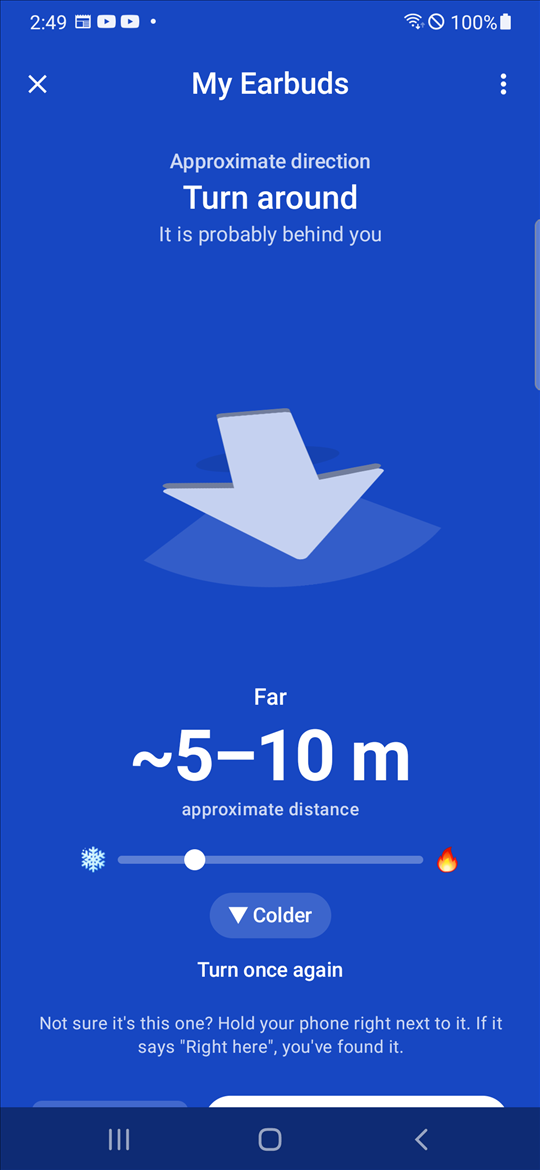 2:49
100%
My Earbuds
Approximate direction
Turn around
It is probably behind you
Far
~5–10 m
approximate distance
▼ Colder
Turn once again
Not sure it's this one? Hold your phone right next to it. If it
says "Right here", you've found it.